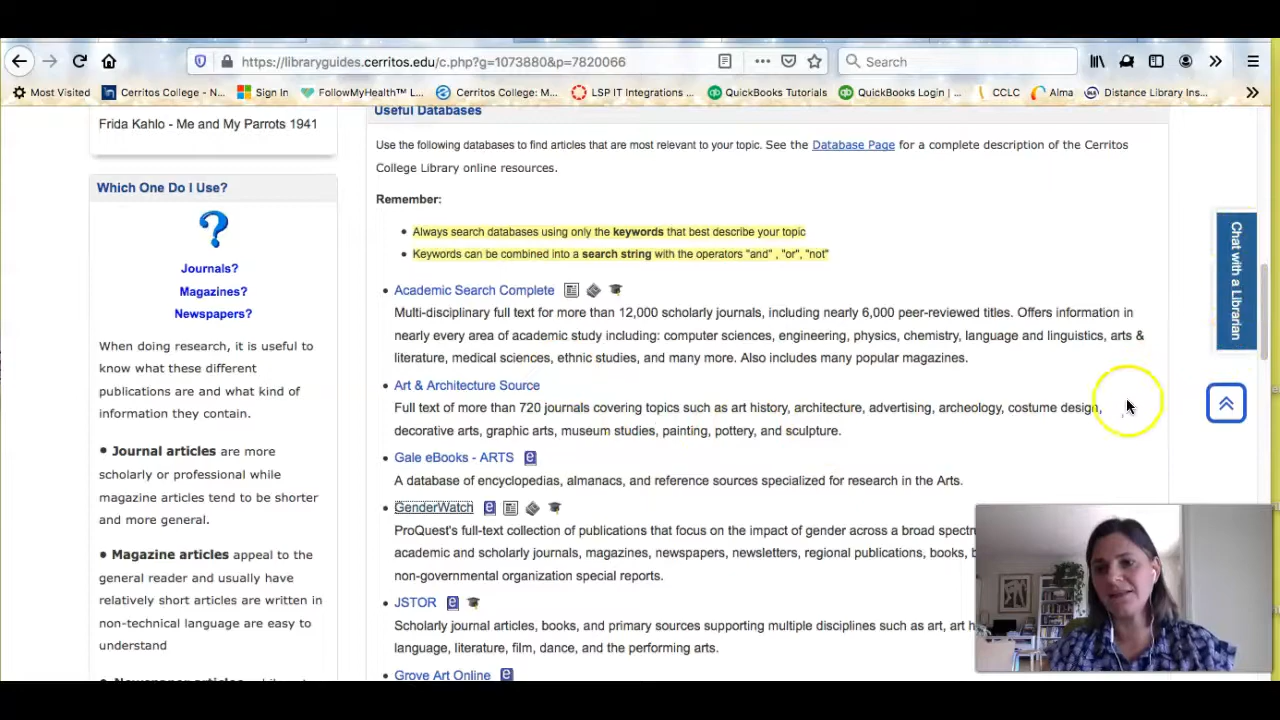 https://libraryguides.cerritos.edu/c.php?g=1073880&p=7820066
Search
Most Visited
Cerritos College - N...
Sign In
FollowMyHealth™ L...
Cerritos College: M...
LSP IT Integrations ...
QuickBooks Tutorials
QuickBooks Login | ...
CCLC
Alma
Distance Library Ins...
Frida Kahlo - Me and My Parrots 1941
Which One Do I Use?
?
Journals?
Magazines?
Newspapers?
When doing research, it is useful to
know what these different
publications are and what kind of
information they contain.
• Journal articles are more
scholarly or professional while
magazine articles tend to be shorter
and more general.
• Magazine articles appeal to the
general reader and usually have
relatively short articles are written in
non-technical language are easy to
understand
Useful Databases
Use the following databases to find articles that are most relevant to your topic. See the Database Page for a complete description of the Cerritos
College Library online resources.
Remember:
• Always search databases using only the keywords that best describe your topic
• Keywords can be combined into a search string with the operators "and" , "or", "not"
• Academic Search Complete
Multi-disciplinary full text for more than 12,000 scholarly journals, including nearly 6,000 peer-reviewed titles. Offers information in
nearly every area of academic study including: computer sciences, engineering, physics, chemistry, language and linguistics, arts &
literature, medical sciences, ethnic studies, and many more. Also includes many popular magazines.
• Art & Architecture Source
Full text of more than 720 journals covering topics such as art history, architecture, advertising, archeology, costume design,
decorative arts, graphic arts, museum studies, painting, pottery, and sculpture.
• Gale eBooks - ARTS
A database of encyclopedias, almanacs, and reference sources specialized for research in the Arts.
• GenderWatch
ProQuest's full-text collection of publications that focus on the impact of gender across a broad
academic and scholarly journals, magazines, newspapers, newsletters, regional publications, books,
non-governmental organization special reports.
• JSTOR
Scholarly journal articles, books, and primary sources supporting multiple disciplines such as art, art
language, literature, film, dance, and the performing arts.
• Grove Art Online
Chat with a Librarian